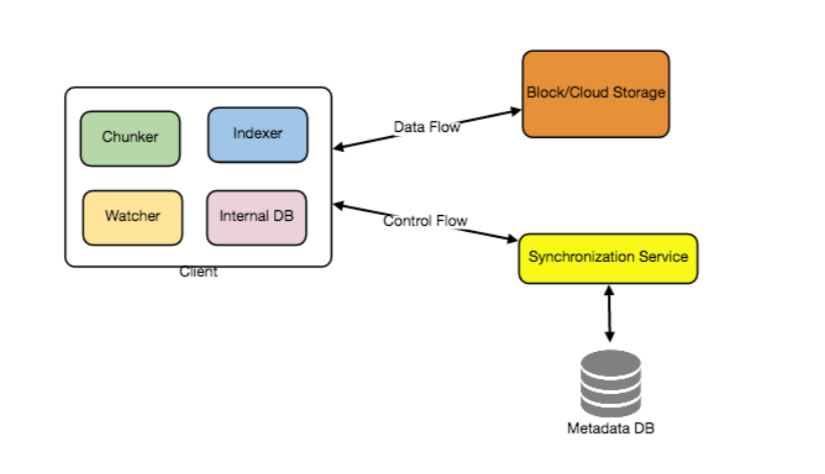 Block/Cloud Storage
Data Flow
Chunker
Indexer
Watcher
Internal DB
Control Flow
Client
Synchronization Service
Metadata DB